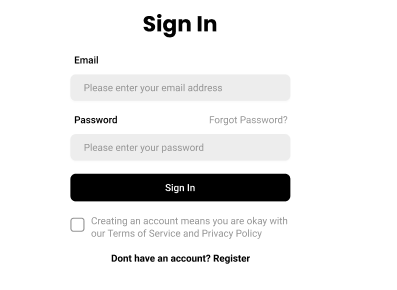 Sign In
Email
Please enter your email address
Password
Forgot Password?
Please enter your password
Sign In
Creating an account means you are okay with
our Terms of Service and Privacy Policy
Dont have an account? Register